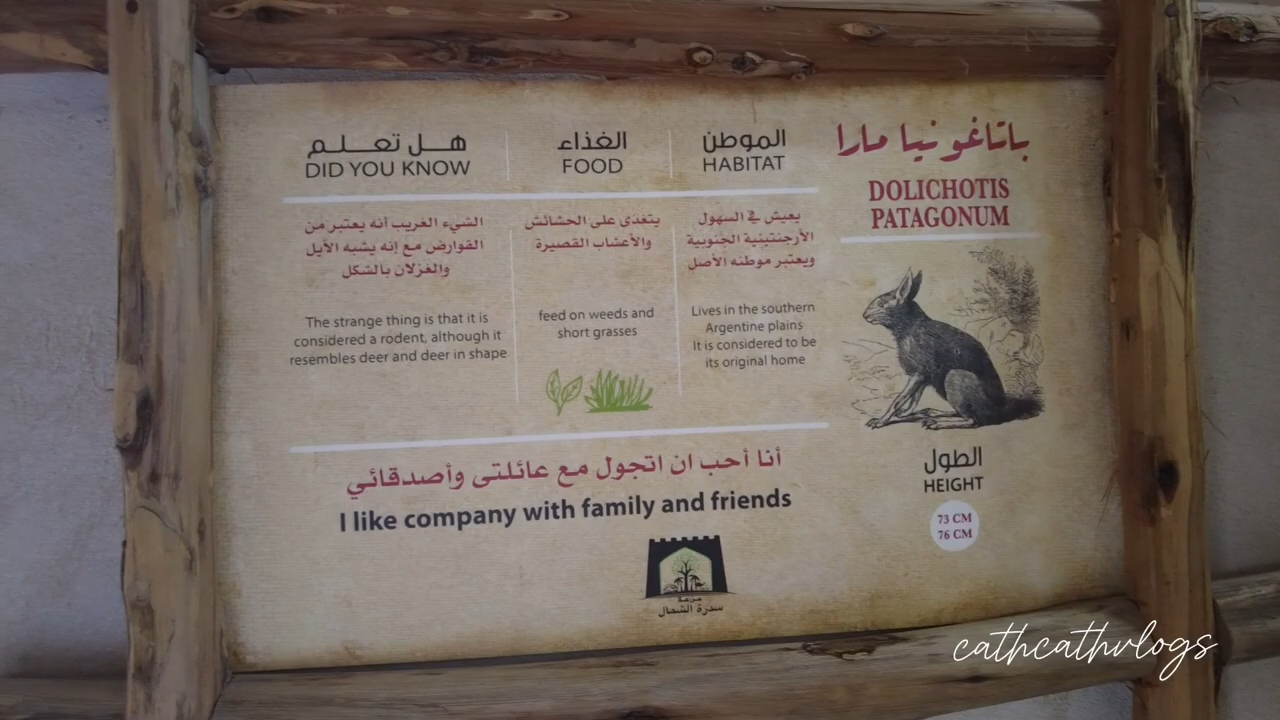 باتاغونيا مارا
DOLICHOTIS
PATAGONUM
الطول
HEIGHT
73 CM
76 CM
الموطن
HABITAT
يعيش في السهول
الأرجنتينية الجنوبية
ويعتبر موطنه الأصل
Lives in the southern
Argentine plains
It is considered to be
its original home
الغذاء
FOOD
يتغذى على الحشائش
والأعشاب القصيرة
feed on weeds and
short grasses
هل تعلم
DID YOU KNOW
الشيء الغريب أنه يعتبر من
القوارض مع إنه يشبه الأيل
والغزلان بالشكل
The strange thing is that it is
considered a rodent, although it
resembles deer and deer in shape
أنا أحب ان اتجول مع عائلتى وأصدقائي
I like company with family and friends
مزرعة
سدرة الشمال
cathcathvlogs